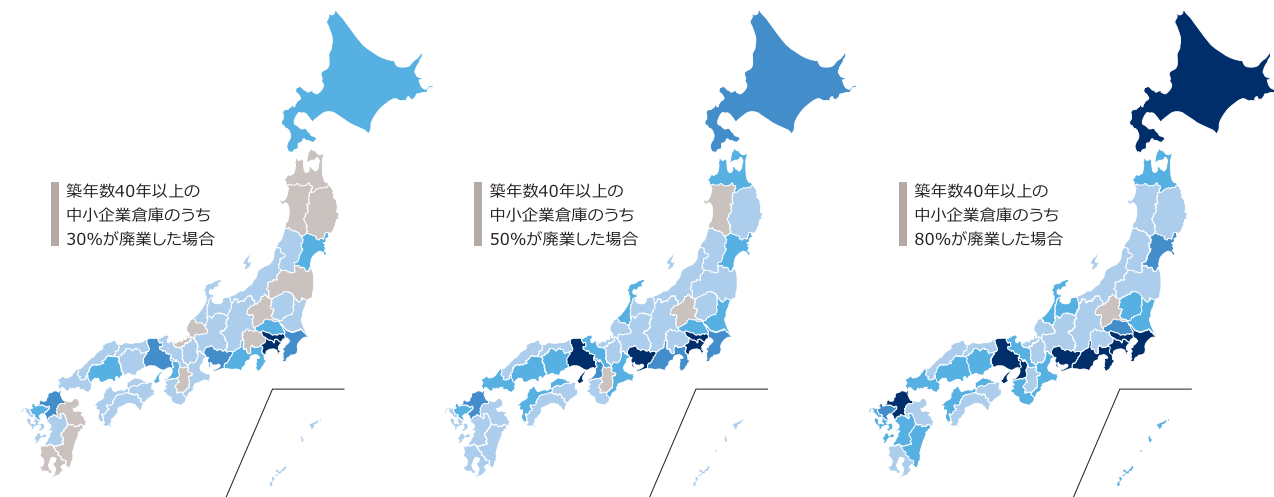 築年数40年以上の
中小企業倉庫のうち
30%が廃業した場合
築年数40年以上の
中小企業倉庫のうち
50%が廃業した場合
築年数40年以上の
中小企業倉庫のうち
80%が廃業した場合